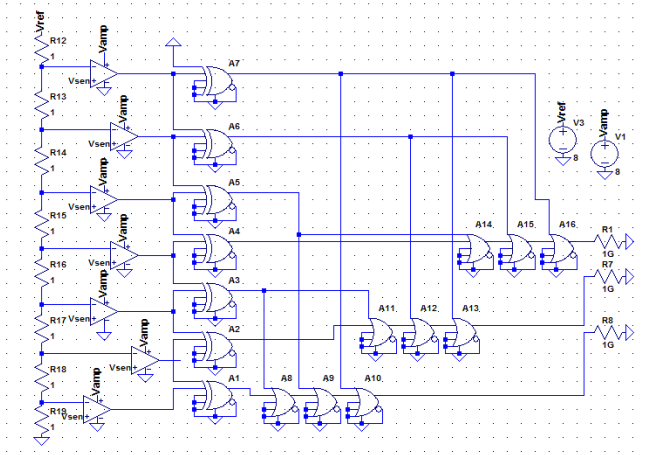 Vref
R12
1
Vamp
Vsen
A7
R13
1
Vamp
Vsen
A6
R14
1
Vamp
Vsen
A5
R15
1
Vamp
Vsen
A4
R16
1
Vamp
Vsen
A3
R17
1
Vamp
Vsen
A2
R18
1
Vamp
Vsen
A1
R19
1
A8
A9
A10
A11
A12
A13
A14
A15
A16
Vref
V3
8
Vamp
V1
8
R1
1G
R7
1G
R8
1G